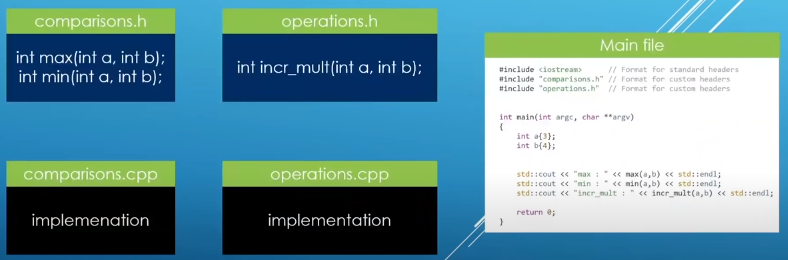 comparisons.h
int max(int a, int b);
int min(int a, int b);
operations.h
int incr_mult(int a, int b);
comparisons.cpp
implemenation
operations.cpp
implementation
Main file
#include <iostream> // Format for standard headers
#include "comparisons.h" // Format for custom headers
#include "operations.h" // Format for custom headers
int main(int argc, char **argv)
{
int a{3};
int b{4};
std::cout << "max : " << max(a,b) << std::endl;
std::cout << "min : " << min(a,b) << std::endl;
std::cout << "incr_mult : " << incr_mult(a,b) << std::endl;
return 0;
}